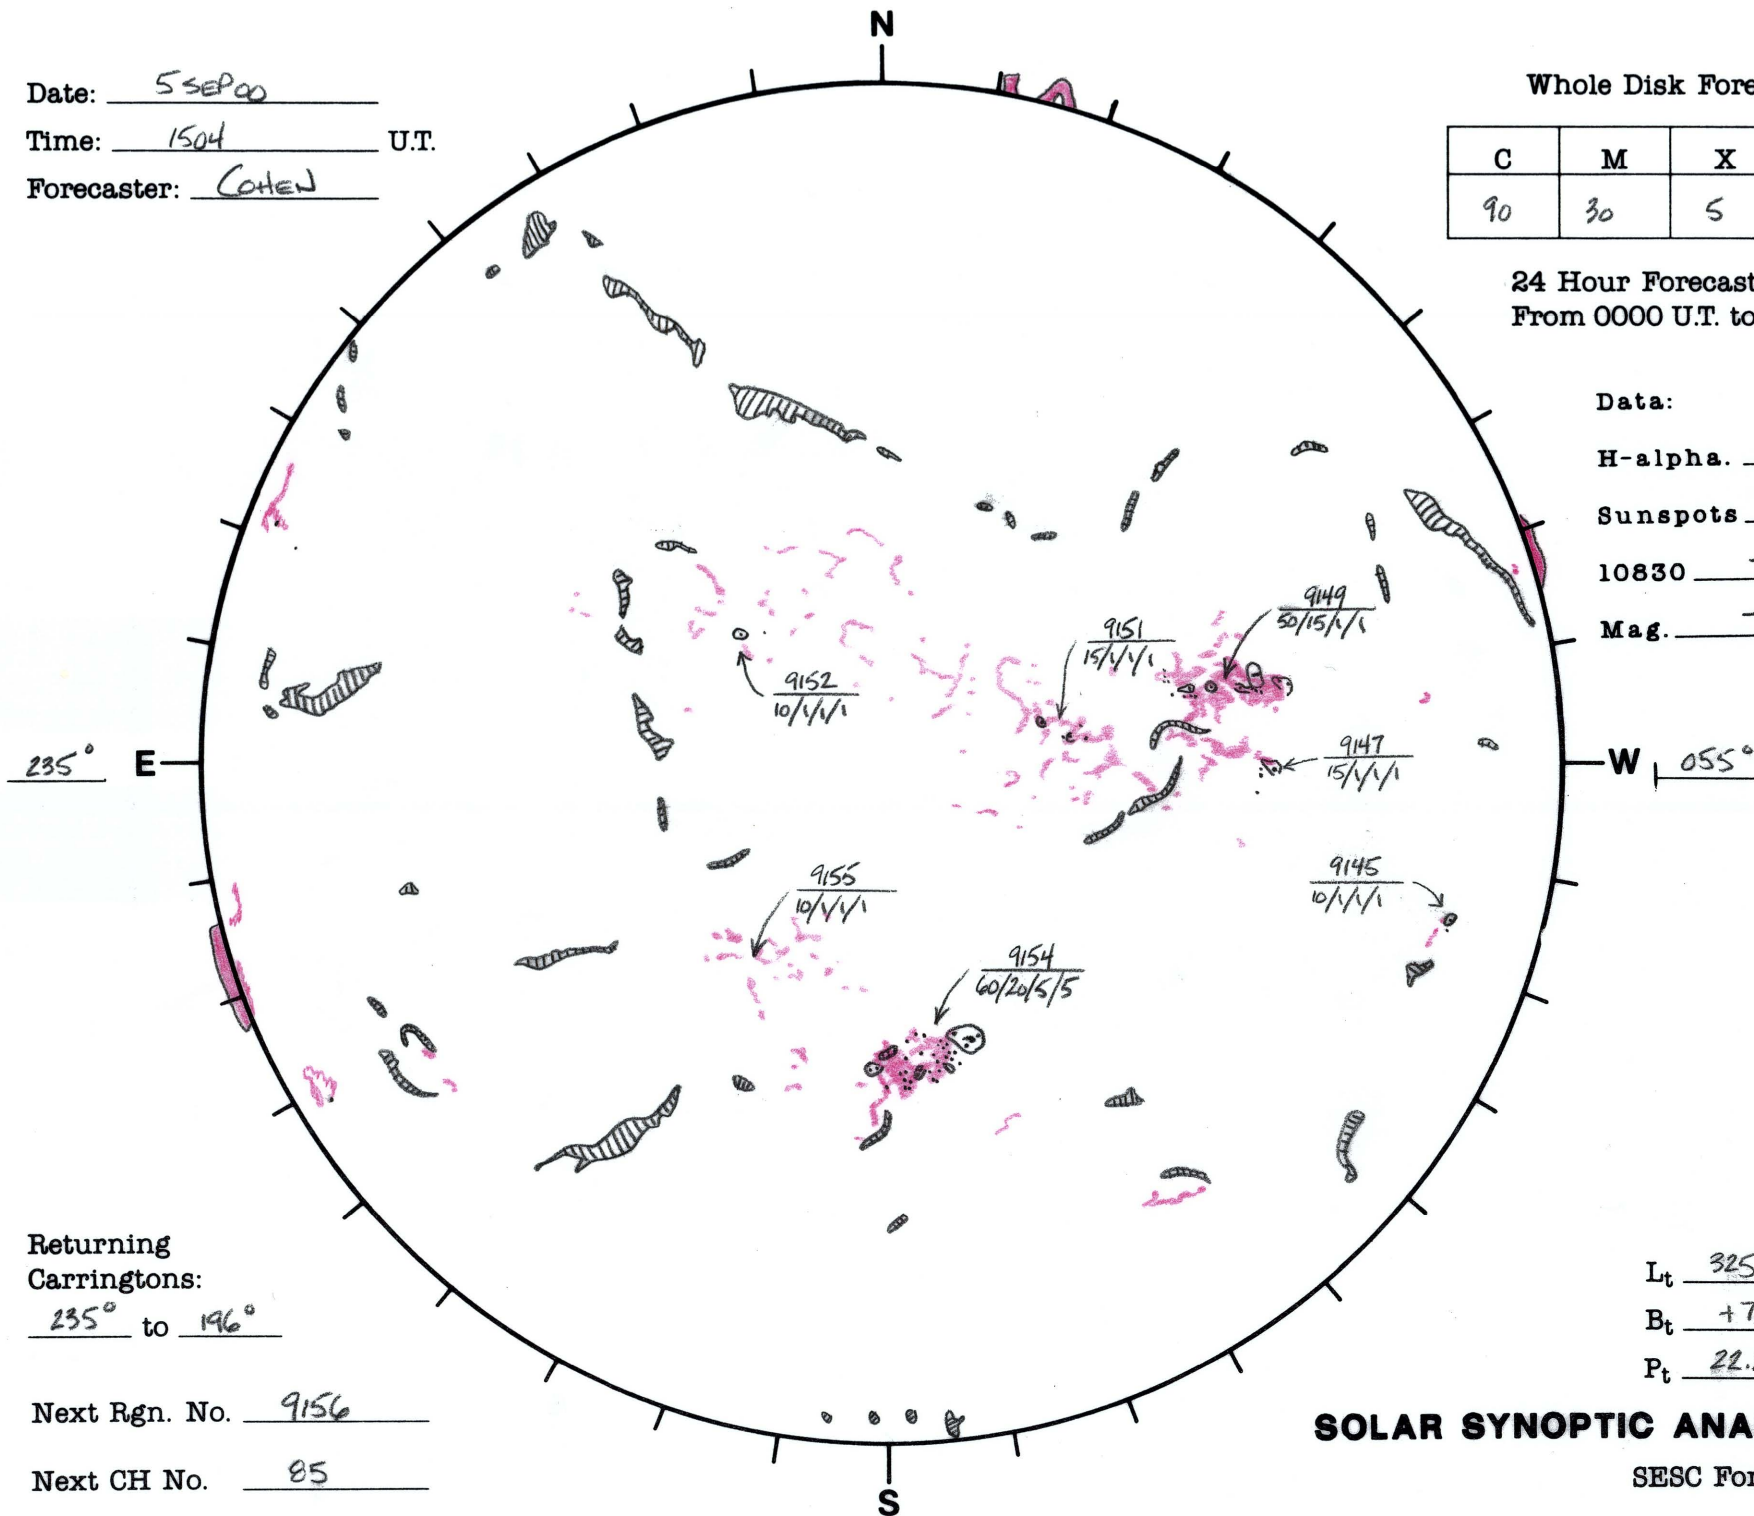 N
Date: 5 SEP 00
Time: 1504 U.T.
Forecaster: COHEN
Whole Disk Fore
C M X
90 30 5
24 Hour Forecast
From 0000 U.T. to
Data:
H-alpha.
Sunspots
10830
Mag.
9149
50/15/1/1
9151
15/1/1/1
9152
10/1/1/1
235° E
9147
15/1/1/1
W 055°
9155
10/1/1/1
9145
10/1/1/1
9154
60/20/5/5
Returning
Carringtons:
235° to 196°
Next Rgn. No. 9156
Next CH No. 85
Lt 325
Bt +7
Pt 22.
SOLAR SYNOPTIC ANA
SESC For
S